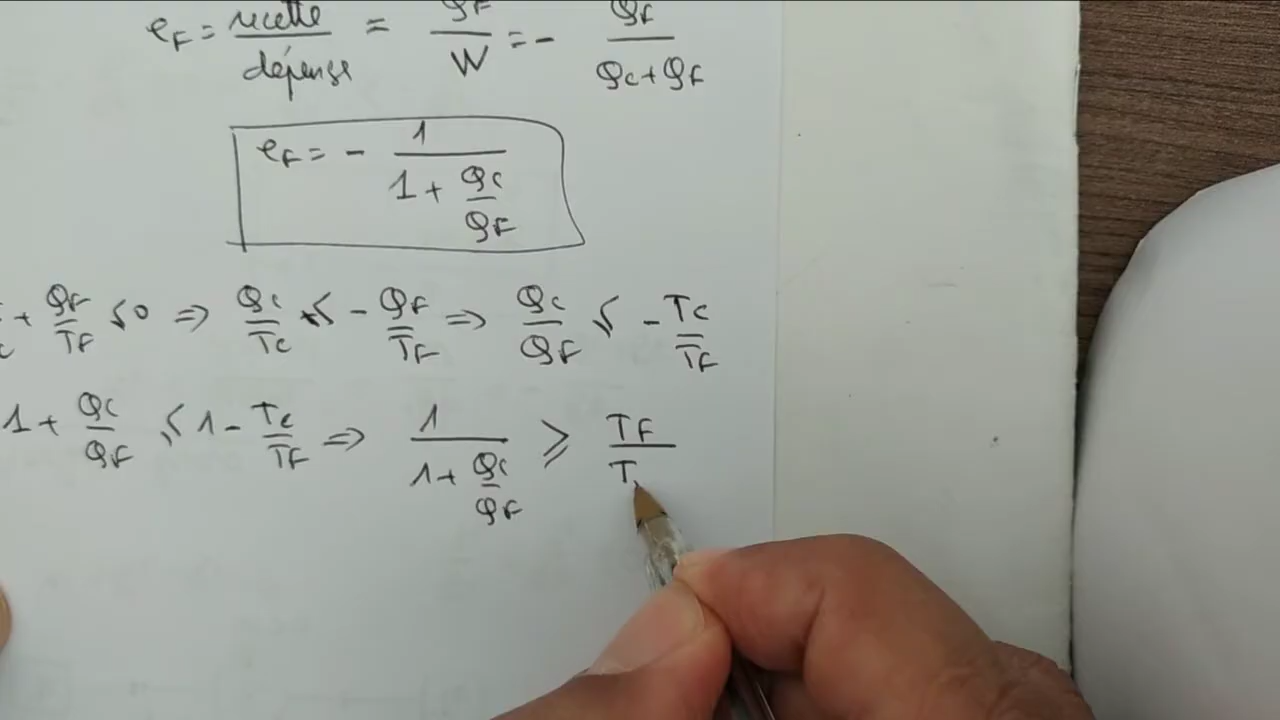 e_F = recette/dépense = Q_F/W = - Q_F/(Q_C+Q_F)
e_F = - 1/(1 + Q_C/Q_F)
+ Q_F/T_F ≤ 0 ⇒ Q_C/T_C ≤ - Q_F/T_F ⇒ Q_C/Q_F ≤ - T_C/T_F
1 + Q_C/Q_F ≤ 1 - T_C/T_F ⇒ 1/(1 + Q_C/Q_F) ≥ T_F/T